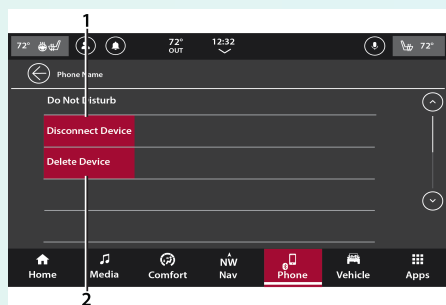 1
72° 72° OUT 12:32 72°
Phone Name
Do Not Disturb
Disconnect Device
Delete Device
Home Media Comfort NW Nav Phone Vehicle Apps
2